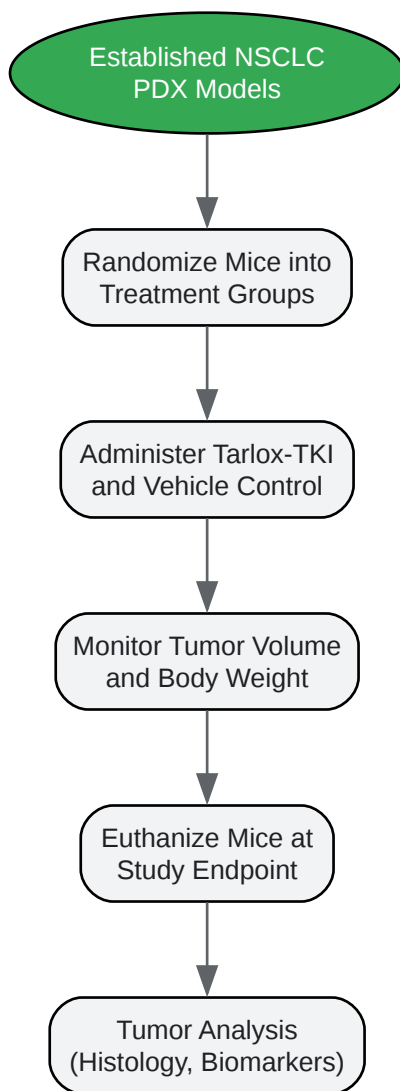 Established NSCLC
PDX Models
Randomize Mice into
Treatment Groups
Administer Tarlox-TKI
and Vehicle Control
Monitor Tumor Volume
and Body Weight
Euthanize Mice at
Study Endpoint
Tumor Analysis
(Histology, Biomarkers)